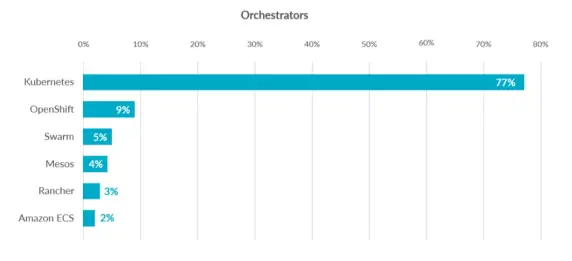 Orchestrators
0% 10% 20% 30% 40% 50% 60% 70% 80%
Kubernetes 77%
OpenShift 9%
Swarm 5%
Mesos 4%
Rancher 3%
Amazon ECS 2%